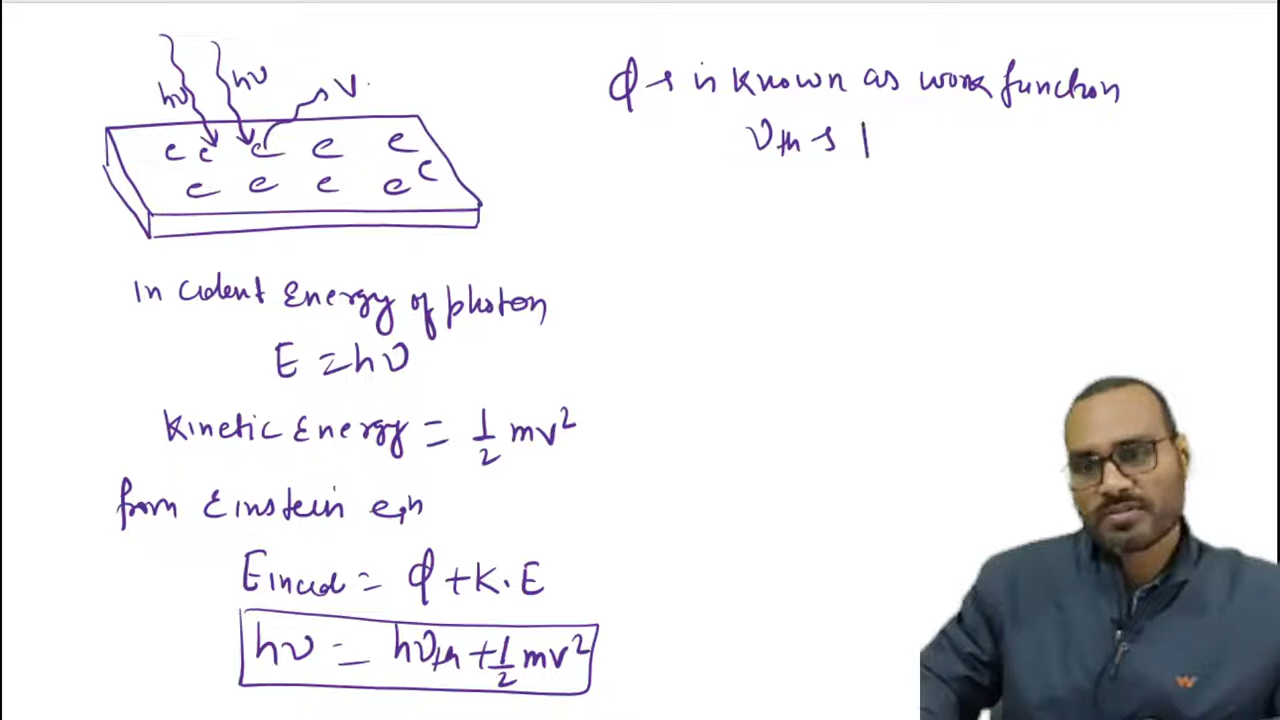 hν hν V.
e e e e e
e e e e e
In cident Energy of photon
E = hν
Kinetic Energy = 1/2 mv²
from Einstein eqn
Eincid = ϕ + K.E
hν = hνth + 1/2 mv²
ϕ → is known as work function
νth →
W